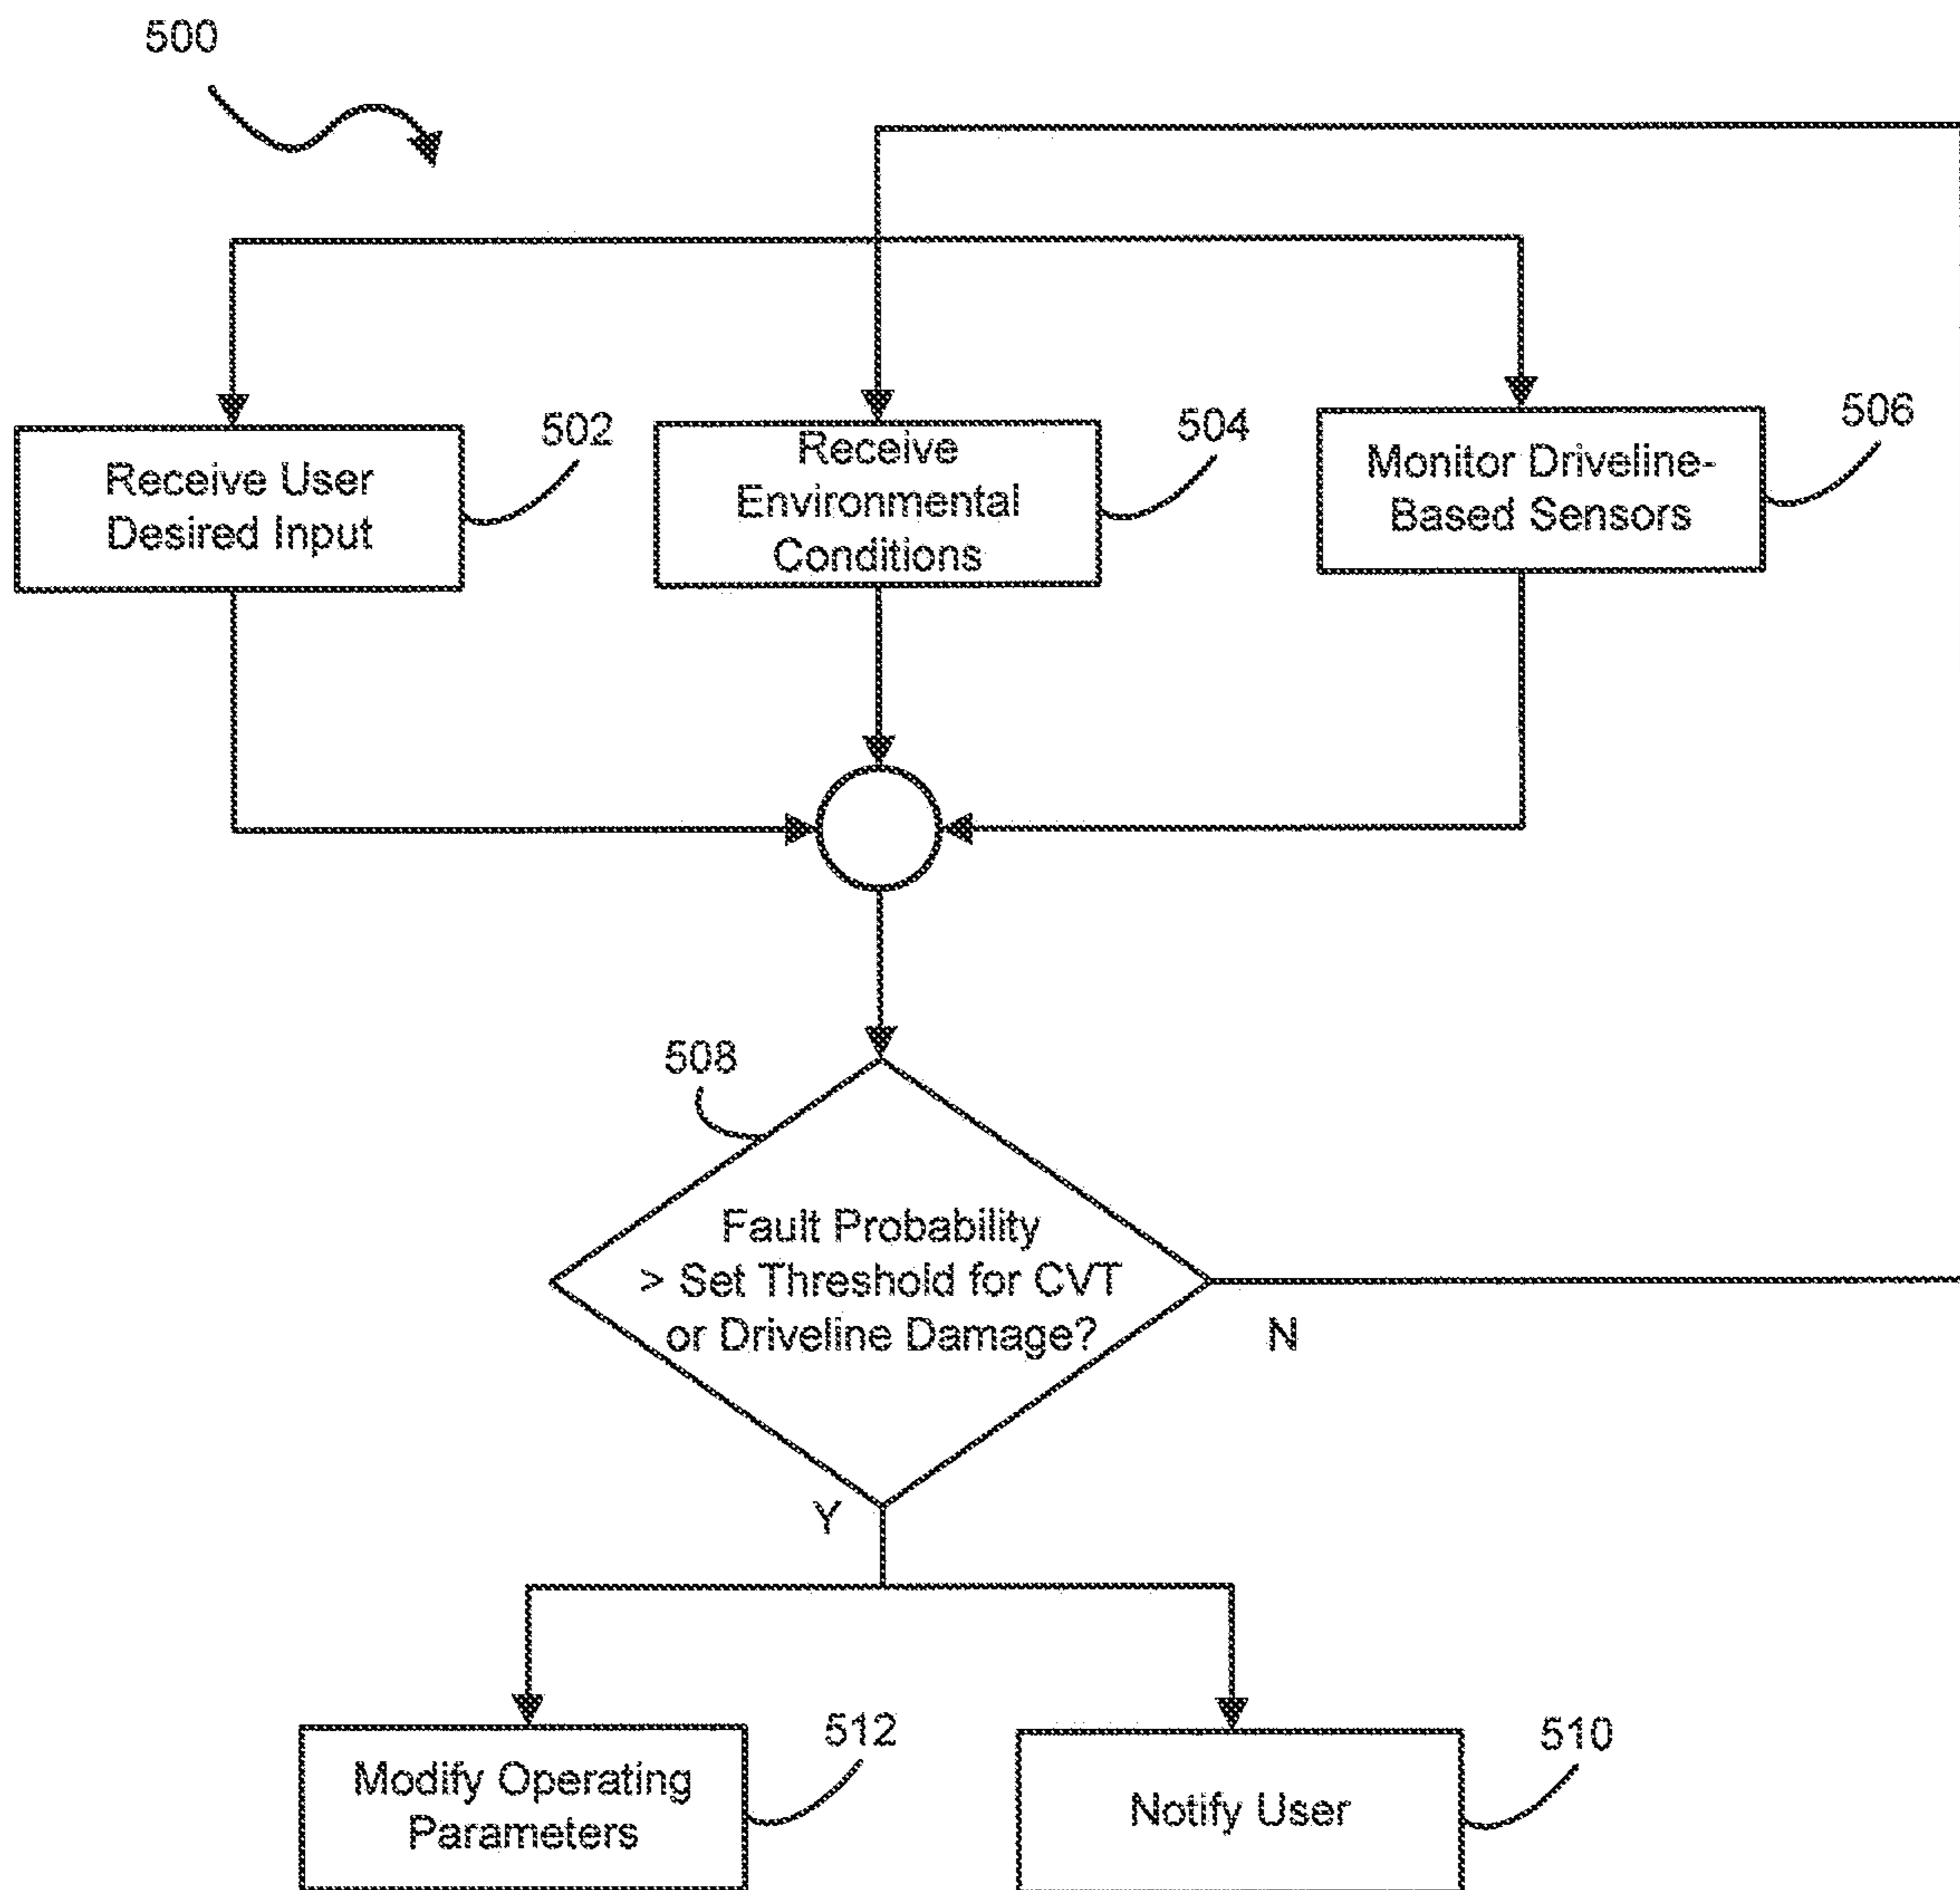 500
Receive User
Desired Input
502
Receive
Environmental
Conditions
504
Monitor Driveline-
Based Sensors
506
508
Fault Probability
> Set Threshold for CVT
or Driveline Damage?
N
Y
Modify Operating
Parameters
512
Notify User
510